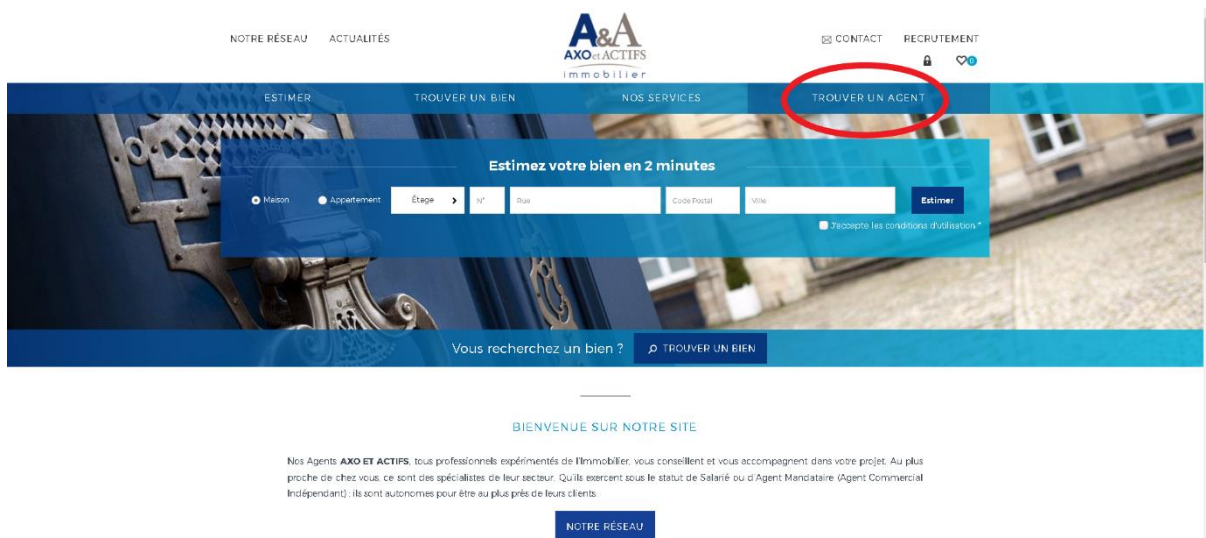 NOTRE RÉSEAU ACTUALITÉS
A&A
AXO et ACTIFS
immobilier
CONTACT RECRUTEMENT
0
ESTIMER TROUVER UN BIEN NOS SERVICES TROUVER UN AGENT
Estimez votre bien en 2 minutes
Maison Appartement Étage N° Rue Code Postal Ville Estimer
J'accepte les conditions d'utilisation *
Vous recherchez un bien ? TROUVER UN BIEN
BIENVENUE SUR NOTRE SITE
Nos Agents AXO ET ACTIFS, tous professionnels expérimentés de l'Immobilier, vous conseillent et vous accompagnent dans votre projet. Au plus
proche de chez vous, ce sont des spécialistes de leur secteur. Qu'ils exercent sous le statut de Salarié ou d'Agent Mandataire (Agent Commercial
Indépendant) ; ils sont autonomes pour être au plus près de leurs clients.
NOTRE RÉSEAU